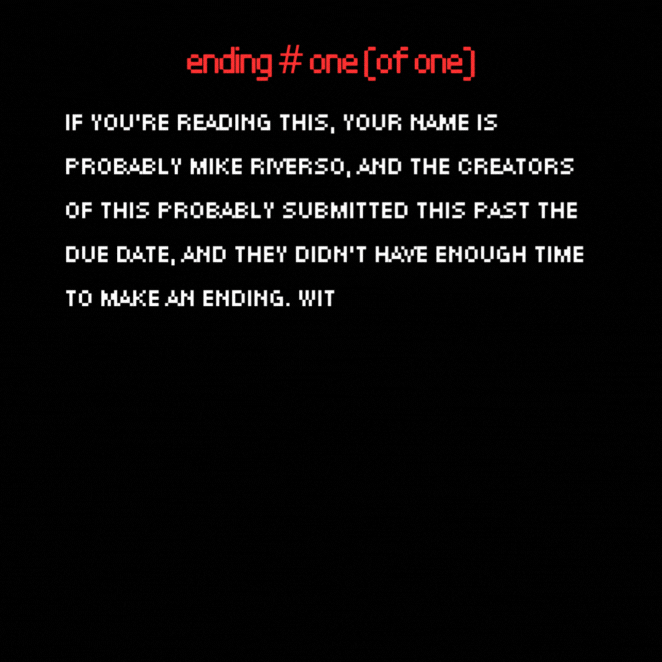 ending # one (of one)
IF YOU'RE READING THIS, YOUR NAME IS
PROBABLY MIKE RIVERSO, AND THE CREATORS
OF THIS PROBABLY SUBMITTED THIS PAST THE
DUE DATE, AND THEY DIDN'T HAVE ENOUGH TIME
TO MAKE AN ENDING. WIT